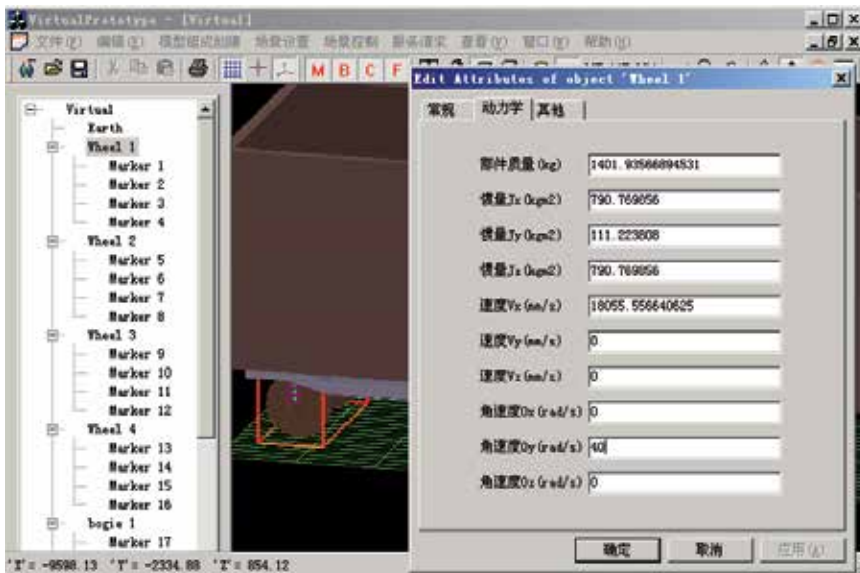 VirtualPrototype - [Virtual]
文件(F) 编辑(E) 模型组成创建 场景设置 场景控制 服务请求 查看(V) 窗口(W) 帮助(H)
M B C F
Edit Attributes of object 'Wheel 1'
常规 动力学 其他
Virtual
Earth
Wheel 1
Marker 1
Marker 2
Marker 3
Marker 4
Wheel 2
Marker 5
Marker 6
Marker 7
Marker 8
Wheel 3
Marker 9
Marker 10
Marker 11
Marker 12
Wheel 4
Marker 13
Marker 14
Marker 15
Marker 16
bogie 1
Marker 17
部件质量(kg) 1401.93566894531
惯量Jx(kgm2) 790.769856
惯量Jy(kgm2) 111.223808
惯量Jz(kgm2) 790.769856
速度Vx(mm/s) 18055.556640625
速度Vy(mm/s) 0
速度Vz(mm/s) 0
角速度Ox(rad/s) 0
角速度Oy(rad/s) 40
角速度Oz(rad/s) 0
确定 取消 应用(A)
= -9598.13 = -2334.88 = 854.12